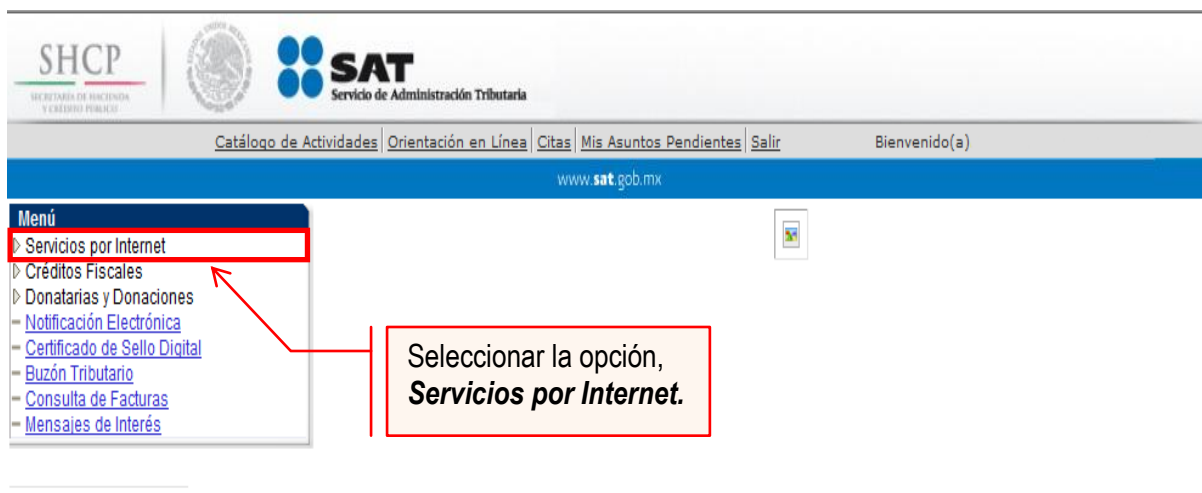 SHCP
SECRETARÍA DE HACIENDA
Y CRÉDITO PÚBLICO
SAT
Servicio de Administración Tributaria
Catálogo de Actividades Orientación en Línea Citas Mis Asuntos Pendientes Salir Bienvenido(a)
www.sat.gob.mx
Menú
Servicios por Internet
Créditos Fiscales
Donatarias y Donaciones
Notificación Electrónica
Certificado de Sello Digital
Buzón Tributario
Consulta de Facturas
Mensajes de Interés
Seleccionar la opción,
Servicios por Internet.